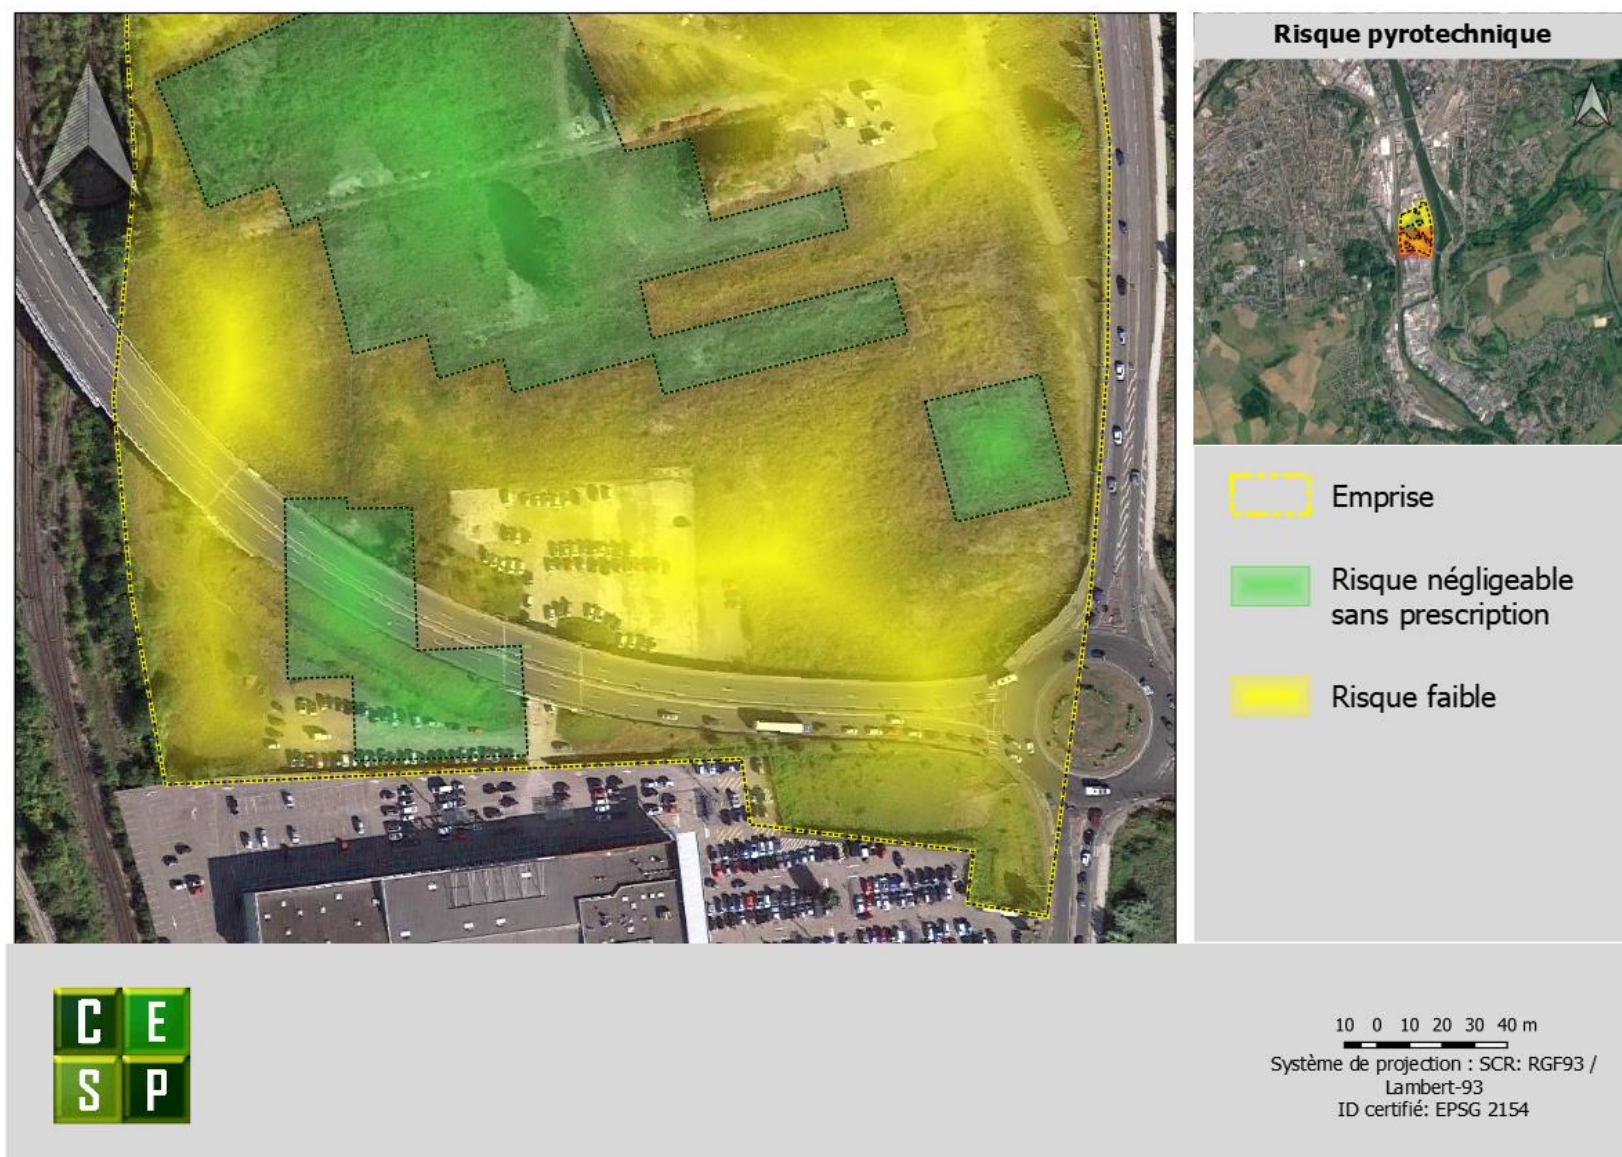 Risque pyrotechnique
Emprise
Risque négligeable
sans prescription
Risque faible
C E
S P
10 0 10 20 30 40 m
Système de projection : SCR: RGF93 /
Lambert-93
ID certifié: EPSG 2154